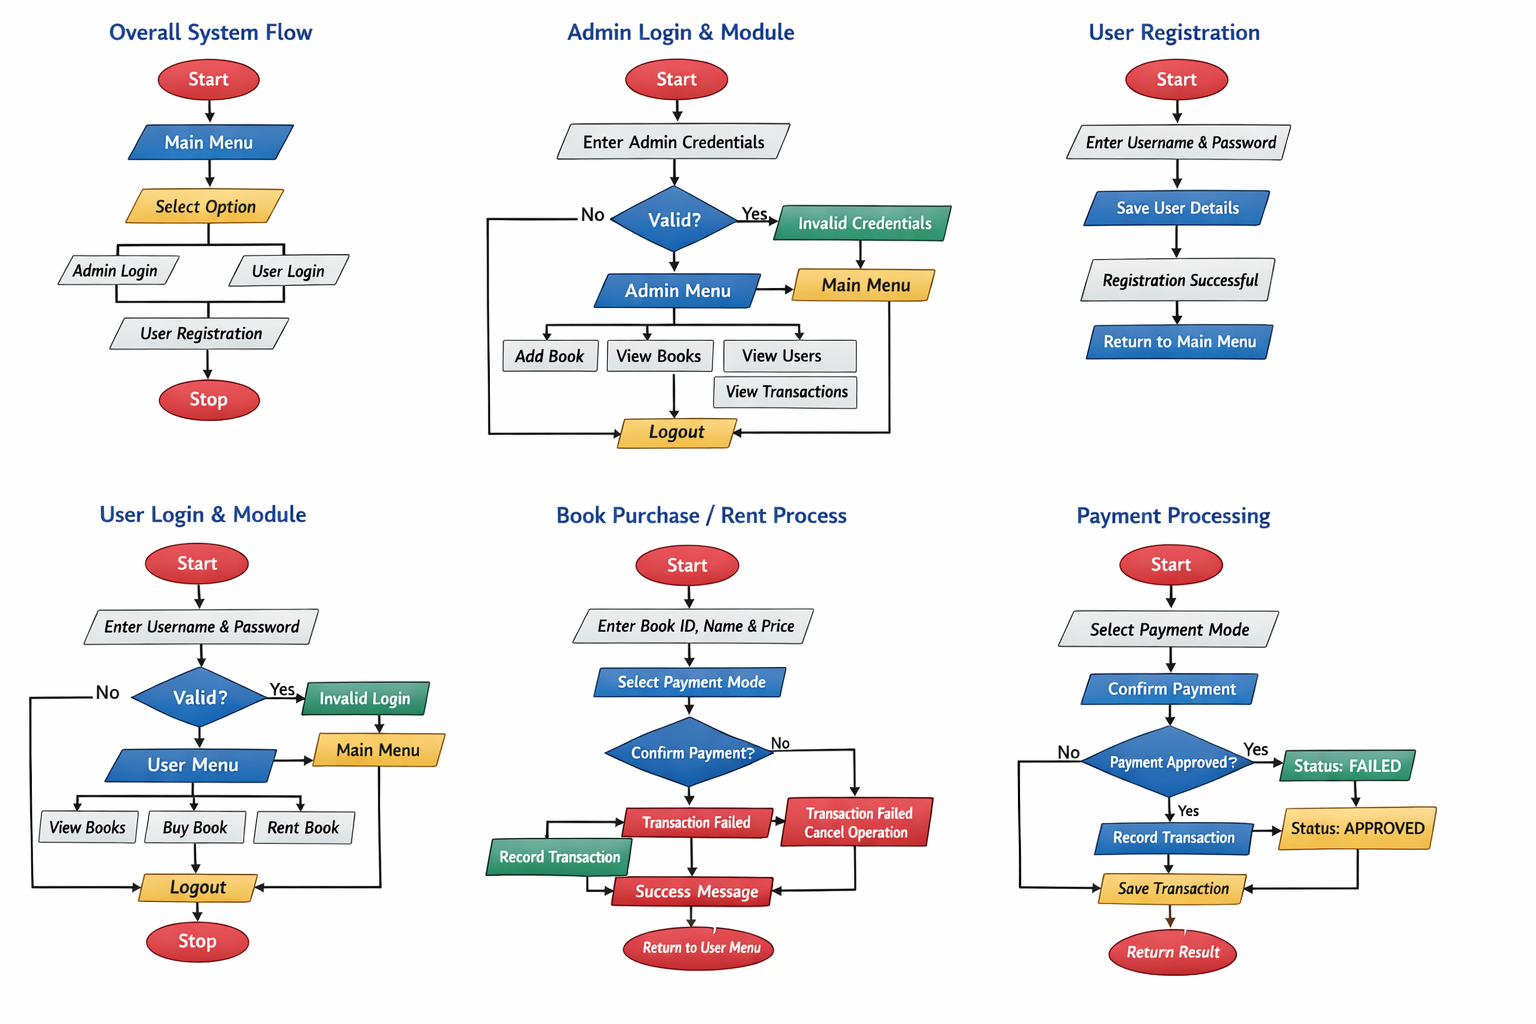 Overall System Flow
Start
Main Menu
Select Option
Admin Login
User Login
User Registration
Stop
Admin Login & Module
Start
Enter Admin Credentials
No
Valid?
Yes
Invalid Credentials
Admin Menu
Main Menu
Add Book
View Books
View Users
View Transactions
Logout
User Registration
Start
Enter Username & Password
Save User Details
Registration Successful
Return to Main Menu
User Login & Module
Start
Enter Username & Password
No
Valid?
Yes
Invalid Login
User Menu
Main Menu
View Books
Buy Book
Rent Book
Logout
Stop
Book Purchase / Rent Process
Start
Enter Book ID, Name & Price
Select Payment Mode
Confirm Payment?
No
Transaction Failed
Transaction Failed
Cancel Operation
Record Transaction
Success Message
Return to User Menu
Payment Processing
Start
Select Payment Mode
Confirm Payment
No
Payment Approved?
Yes
Status: FAILED
Yes
Record Transaction
Status: APPROVED
Save Transaction
Return Result